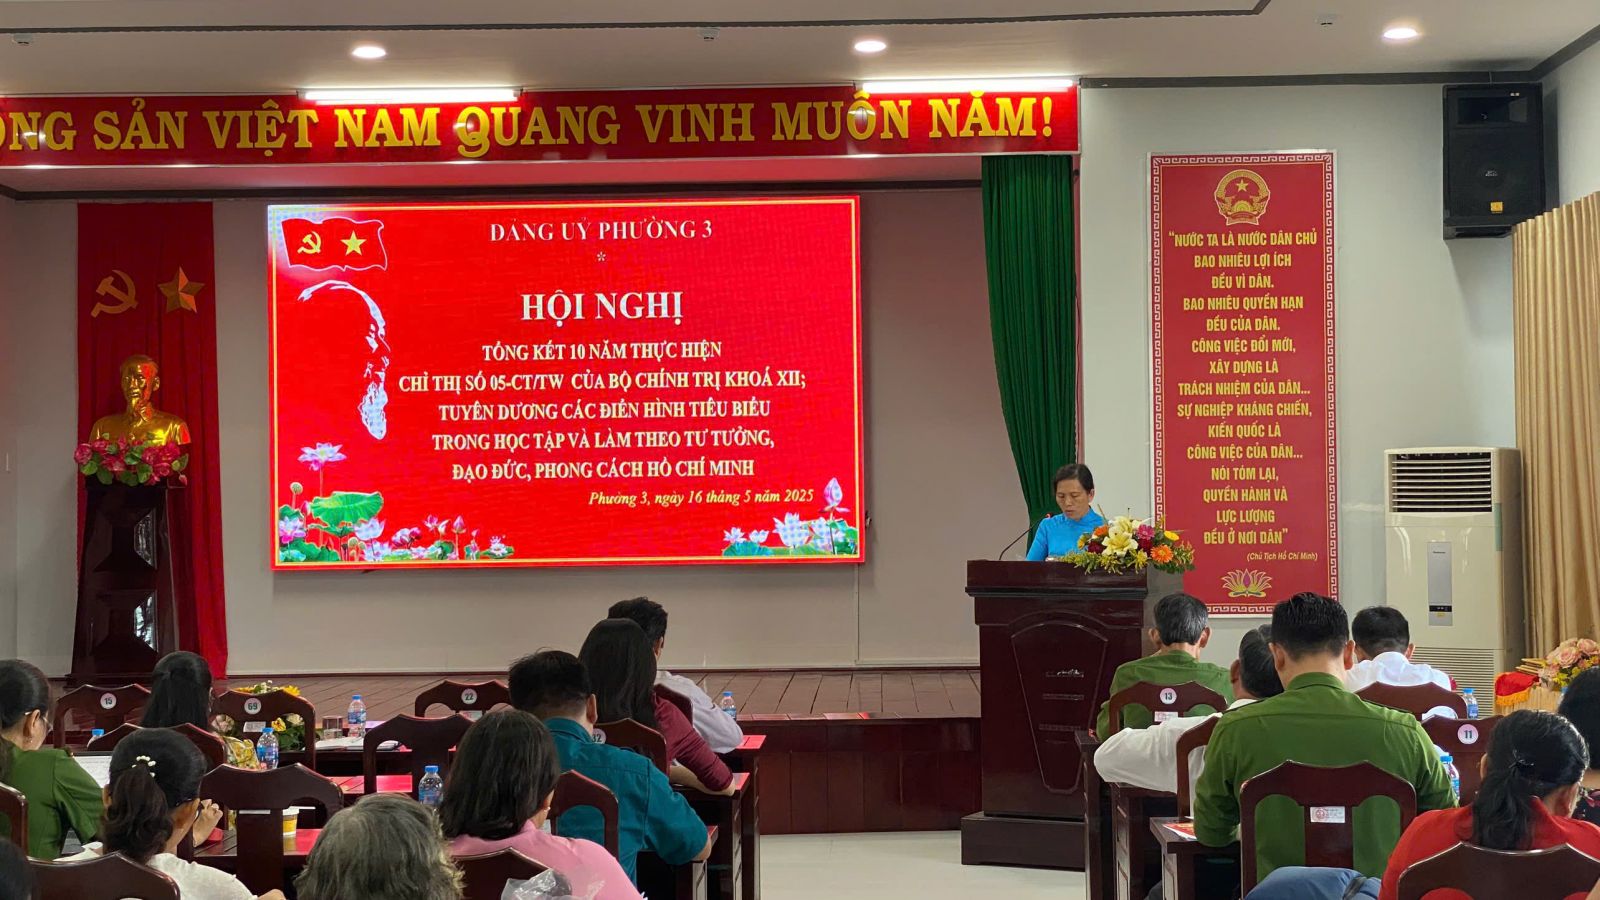 ỘNG SẢN VIỆT NAM QUANG VINH MUÔN NĂM!
ĐẢNG UỶ PHƯỜNG 3
*
HỘI NGHỊ
TỔNG KẾT 10 NĂM THỰC HIỆN
CHỈ THỊ SỐ 05-CT/TW CỦA BỘ CHÍNH TRỊ KHOÁ XII;
TUYÊN DƯƠNG CÁC ĐIỂN HÌNH TIÊU BIỂU
TRONG HỌC TẬP VÀ LÀM THEO TƯ TƯỞNG,
ĐẠO ĐỨC, PHONG CÁCH HỒ CHÍ MINH
Phường 3, ngày 16 tháng 5 năm 2025
“NƯỚC TA LÀ NƯỚC DÂN CHỦ
BAO NHIÊU LỢI ÍCH
ĐỀU VÌ DÂN.
BAO NHIÊU QUYỀN HẠN
ĐỀU CỦA DÂN.
CÔNG VIỆC ĐỔI MỚI,
XÂY DỰNG LÀ
TRÁCH NHIỆM CỦA DÂN...
SỰ NGHIỆP KHÁNG CHIẾN,
KIẾN QUỐC LÀ
CÔNG VIỆC CỦA DÂN...
NÓI TÓM LẠI,
QUYỀN HÀNH VÀ
LỰC LƯỢNG
ĐỀU Ở NƠI DÂN”
(Chủ Tịch Hồ Chí Minh)
Panasonic
15
69
22
32
13
11